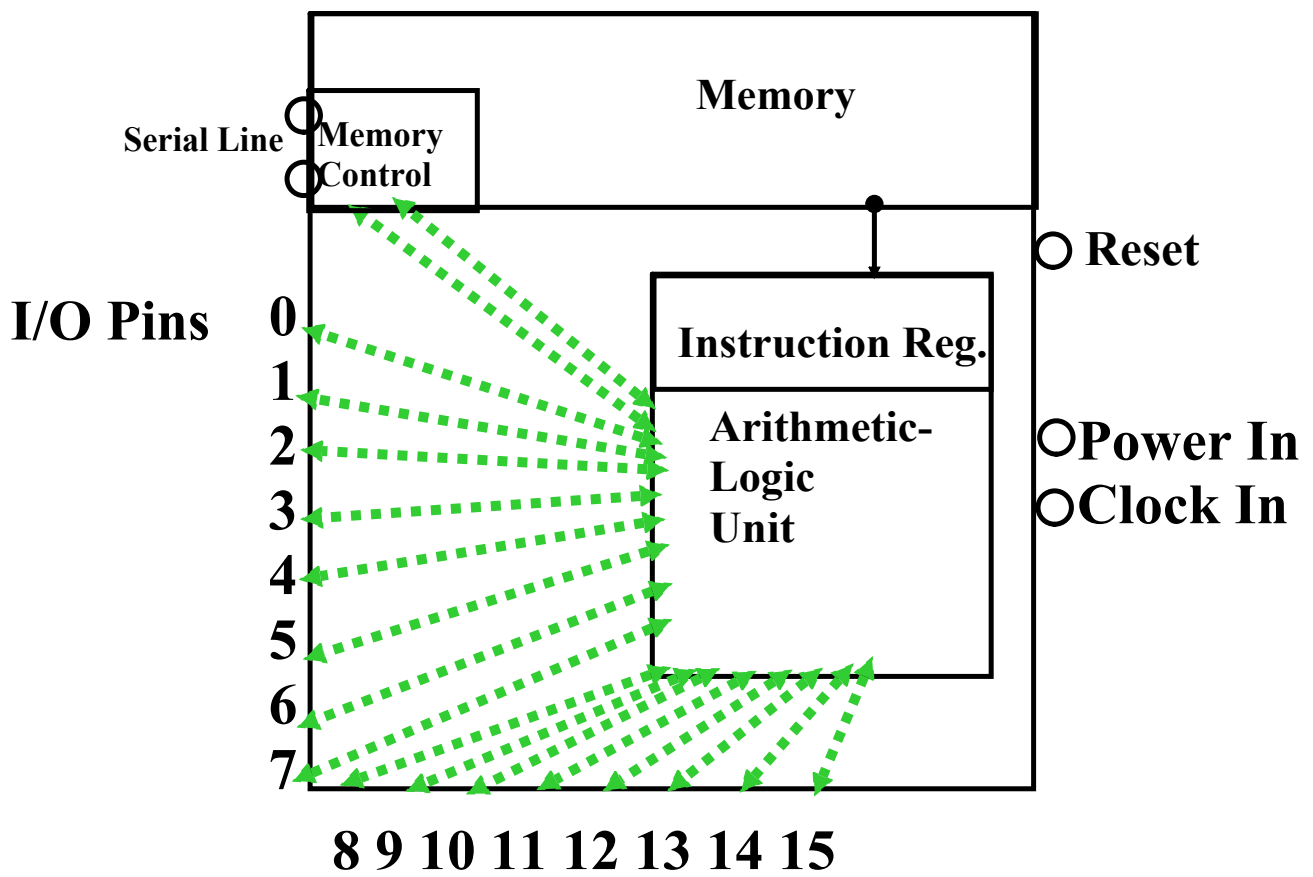 Memory
Serial Line
Memory
Control
Reset
I/O Pins
0
1
2
3
4
5
6
7
Instruction Reg.
Arithmetic-
Logic
Unit
Power In
Clock In
8 9 10 11 12 13 14 15